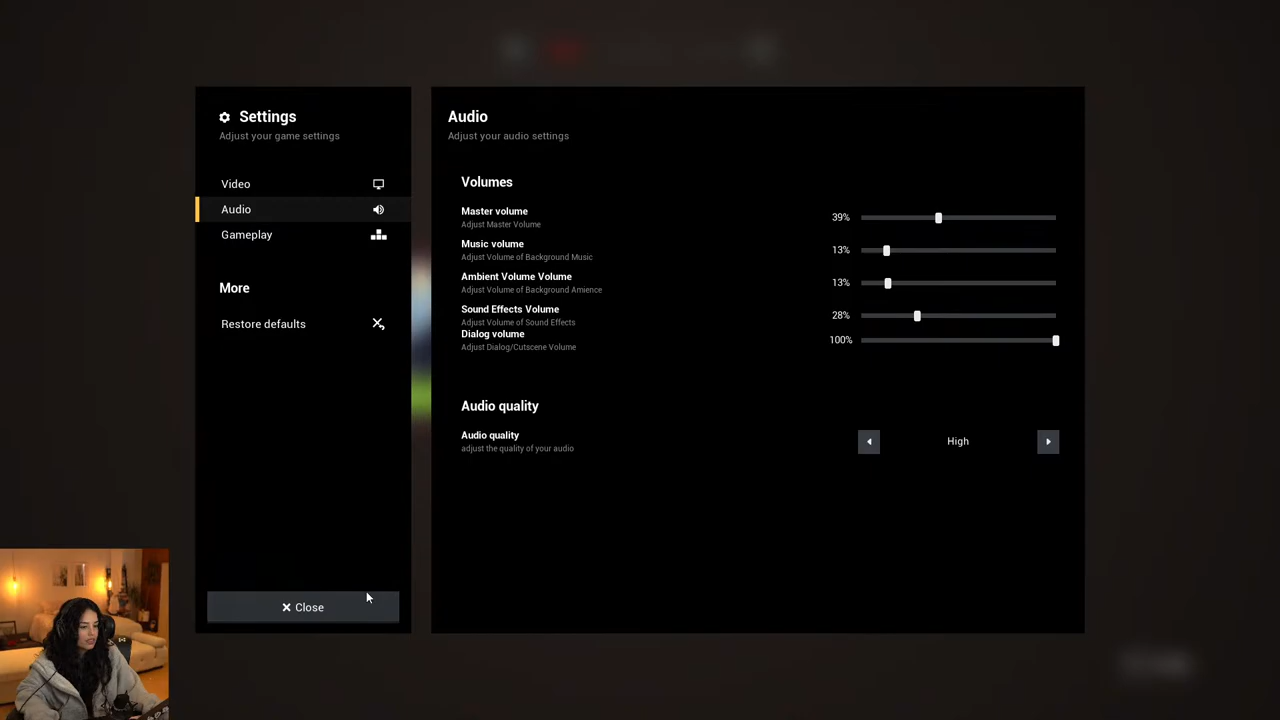 Settings
Adjust your game settings
Video
Audio
Gameplay
More
Restore defaults
Close
Audio
Adjust your audio settings
Volumes
Master volume
Adjust Master Volume
39%
Music volume
Adjust Volume of Background Music
13%
Ambient Volume Volume
Adjust Volume of Background Amience
13%
Sound Effects Volume
Adjust Volume of Sound Effects
28%
Dialog volume
Adjust Dialog/Cutscene Volume
100%
Audio quality
Audio quality
adjust the quality of your audio
High